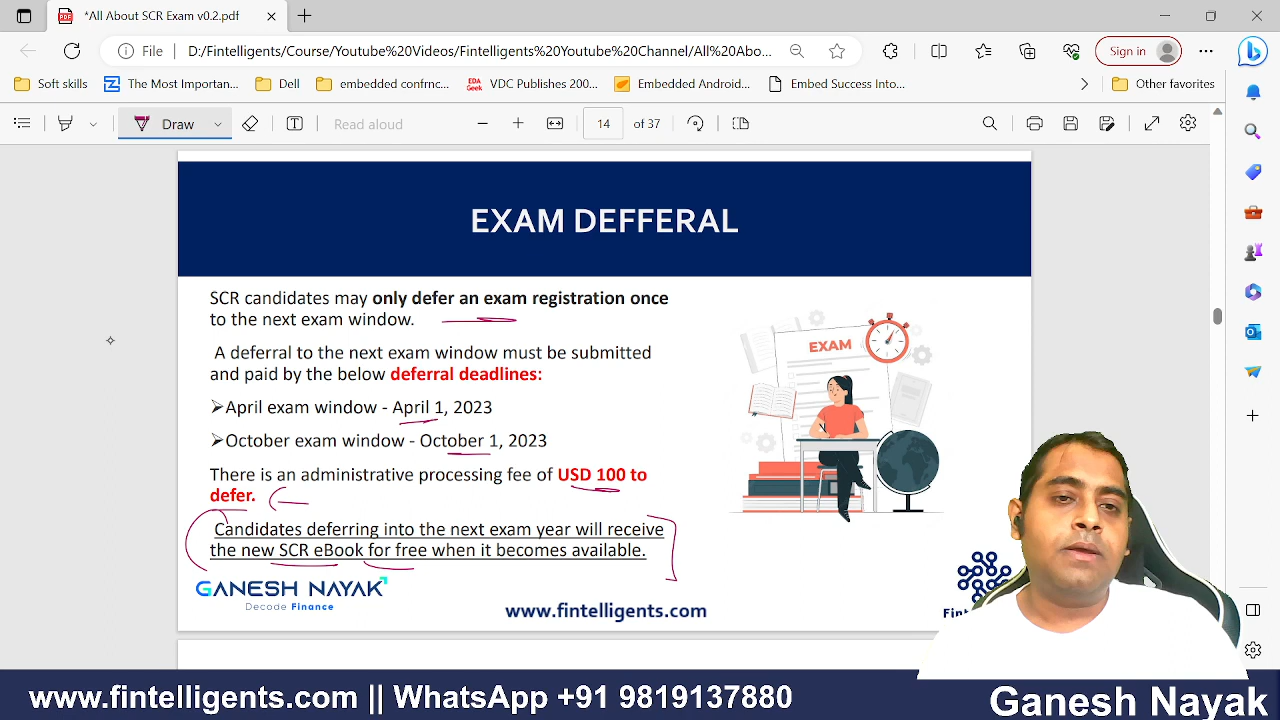 *All About SCR Exam v0.2.pdf
File
D:/Fintelligents/Course/Youtube%20Videos/Fintelligents%20Youtube%20Channel/All%20Abo...
Sign in
Soft skills
The Most Importan...
Dell
embedded confrnc...
EDA Geek
VDC Publishes 200...
Embedded Android...
Embed Success Into...
Other favorites
Draw
Read aloud
14
of 37
EXAM DEFFERAL
SCR candidates may only defer an exam registration once
to the next exam window.
A deferral to the next exam window must be submitted
and paid by the below deferral deadlines:
➢April exam window - April 1, 2023
➢October exam window - October 1, 2023
There is an administrative processing fee of USD 100 to
defer.
Candidates deferring into the next exam year will receive
the new SCR eBook for free when it becomes available.
EXAM
GANESH NAYAK
Decode Finance
www.fintelligents.com
www.fintelligents.com || WhatsApp +91 9819137880
Ganesh Nayak